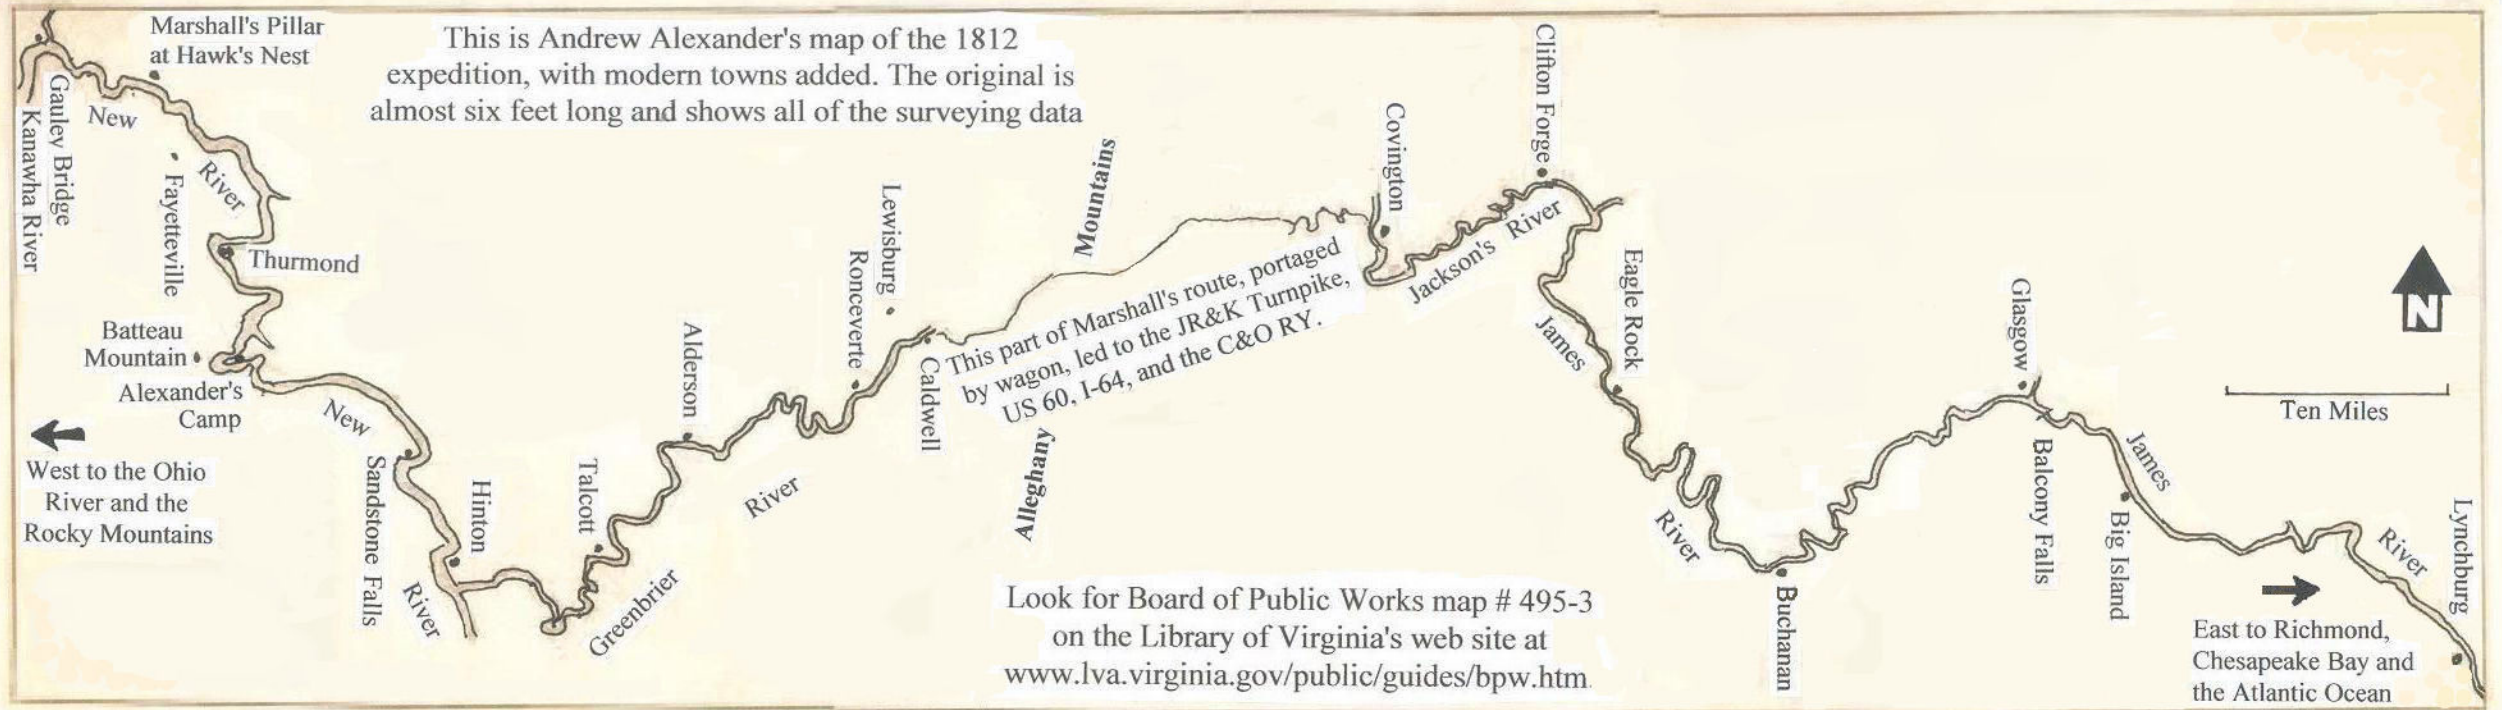 Marshall's Pillar
at Hawk's Nest
This is Andrew Alexander's map of the 1812
expedition, with modern towns added. The original is
almost six feet long and shows all of the surveying data
Gauley Bridge
Kanawha River
New
River
Fayetteville
Thurmond
Batteau
Mountain
Alexander's
Camp
New
West to the Ohio
River and the
Rocky Mountains
Sandstone Falls
River
Hinton
Talcott
Greenbrier
Alderson
River
Ronceverte
Lewisburg
Caldwell
Mountains
Alleghany
This part of Marshall's route, portaged
by wagon, led to the JR&K Turnpike,
US 60, I-64, and the C&O RY.
Covington
Jackson's River
Clifton Forge
Eagle Rock
James
River
Look for Board of Public Works map # 495-3
on the Library of Virginia's web site at
www.lva.virginia.gov/public/guides/bpw.htm.
Buchanan
Glasgow
Balcony Falls
James
Big Island
River
Lynchburg
N
Ten Miles
East to Richmond,
Chesapeake Bay and
the Atlantic Ocean